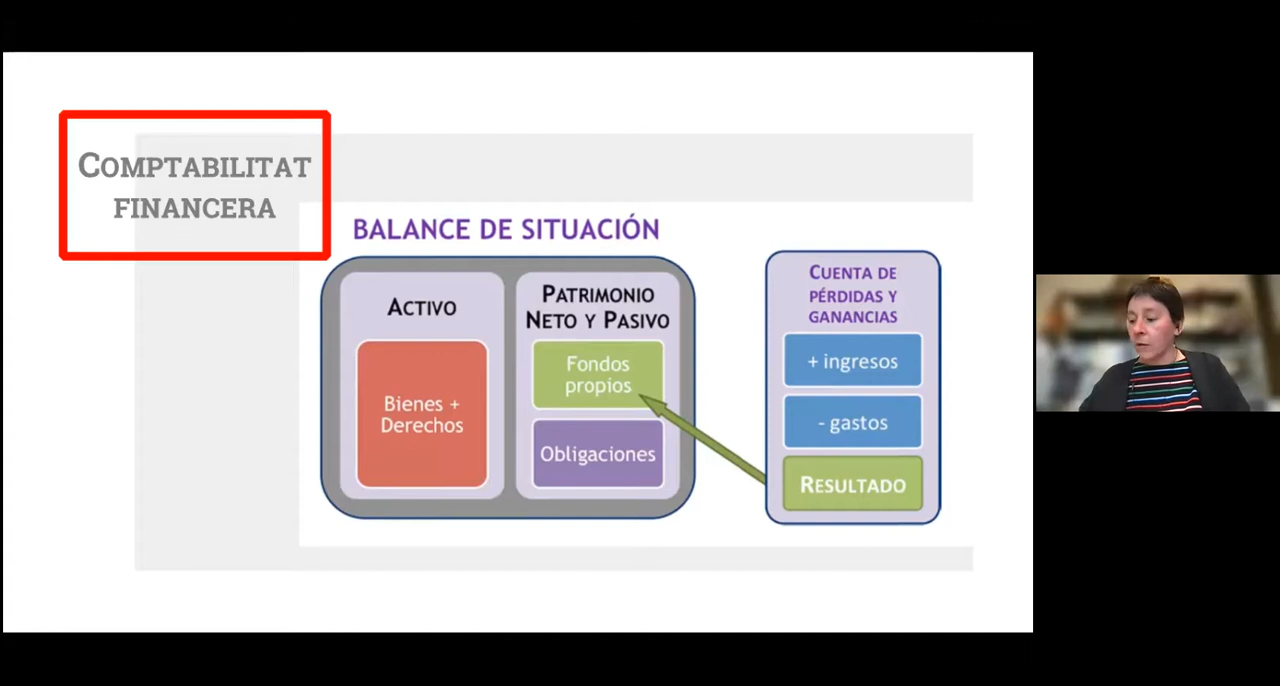 COMPTABILITAT
FINANCERA
BALANCE DE SITUACIÓN
ACTIVO
Bienes +
Derechos
PATRIMONIO
NETO Y PASIVO
Fondos
propios
Obligaciones
CUENTA DE
PÉRDIDAS Y
GANANCIAS
+ ingresos
- gastos
RESULTADO